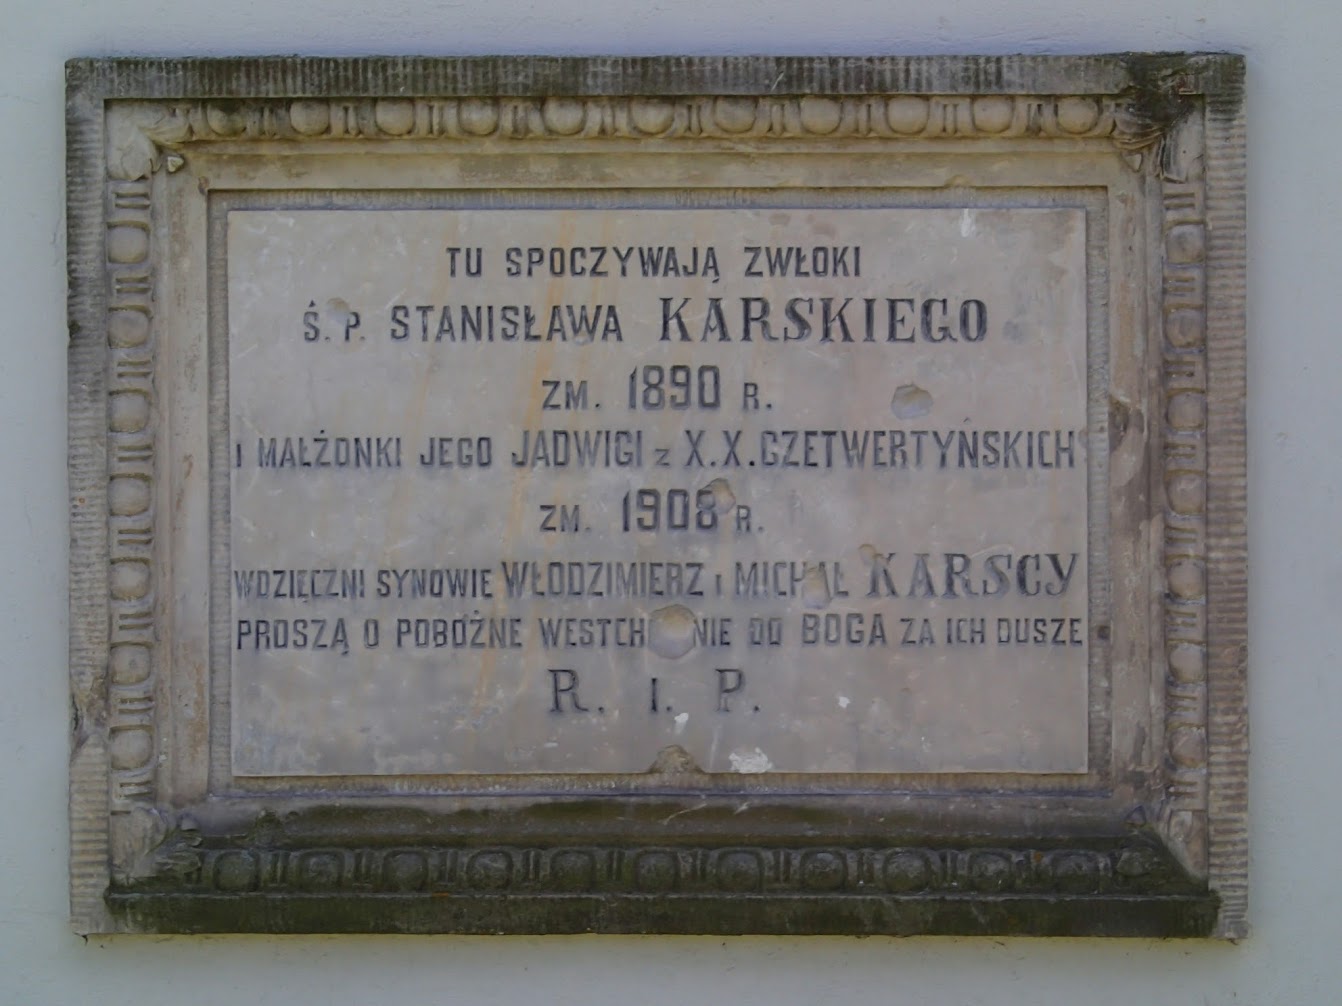 TU SPOCZYWAJĄ ZWŁOKI
Ś. P. STANISŁAWA KARSKIEGO
ZM. 1890 R.
I MAŁŻONKI JEGO JADWIGI Z X.X. CZETWERTYŃSKICH
ZM. 1908 R.
WDZIĘCZNI SYNOWIE WŁODZIMIERZ I MICHAŁ KARSCY
PROSZĄ O POBOŻNE DO BOGA ZA ICH DUSZE
R. I. P.